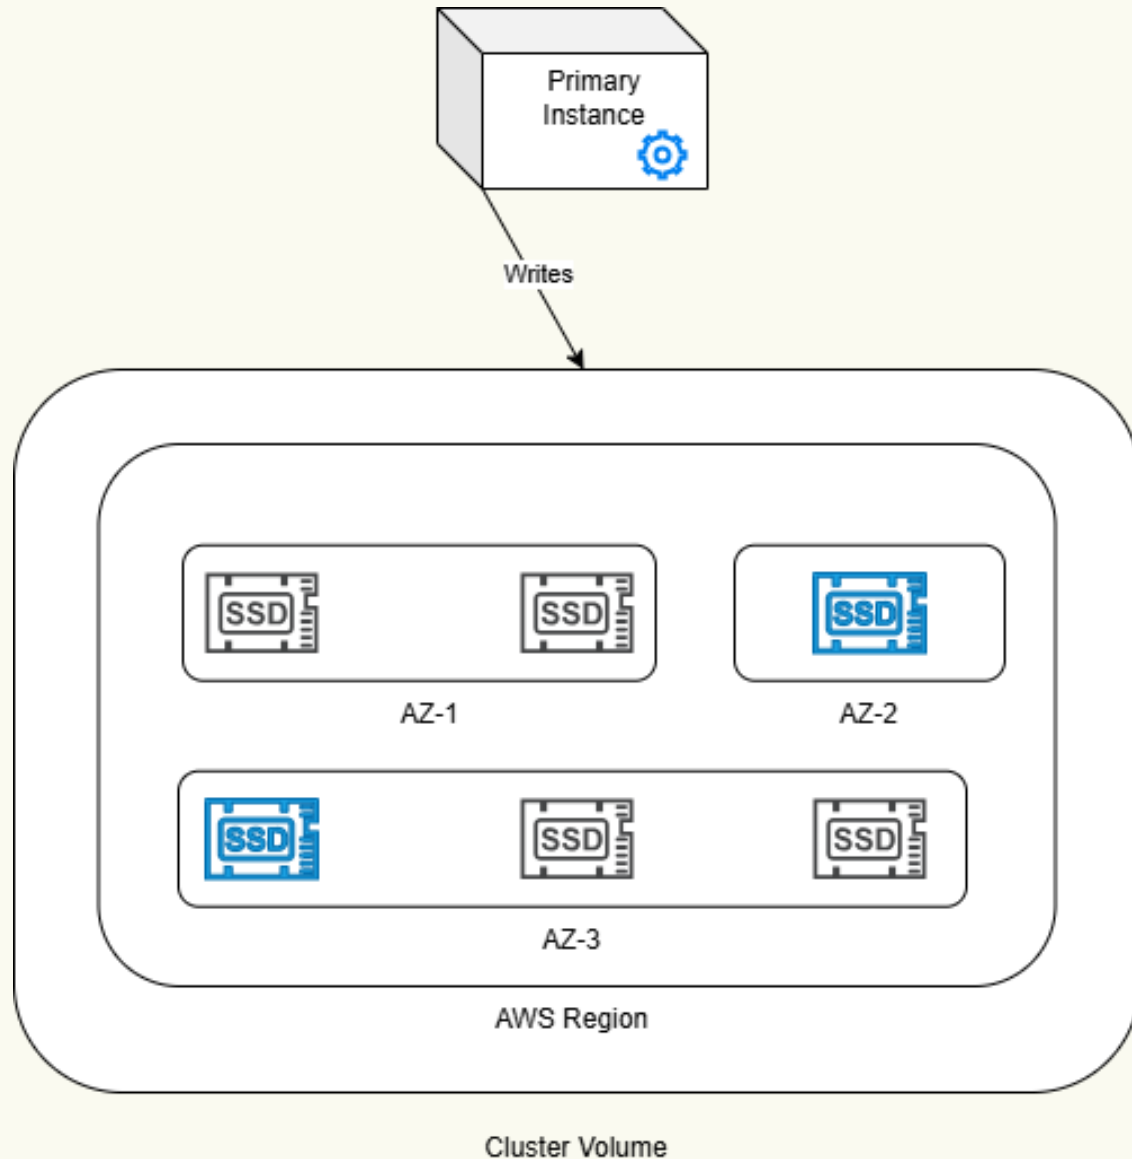 Primary
Instance
Writes
SSD
SSD
SSD
AZ-1
AZ-2
SSD
SSD
SSD
AZ-3
AWS Region
Cluster Volume